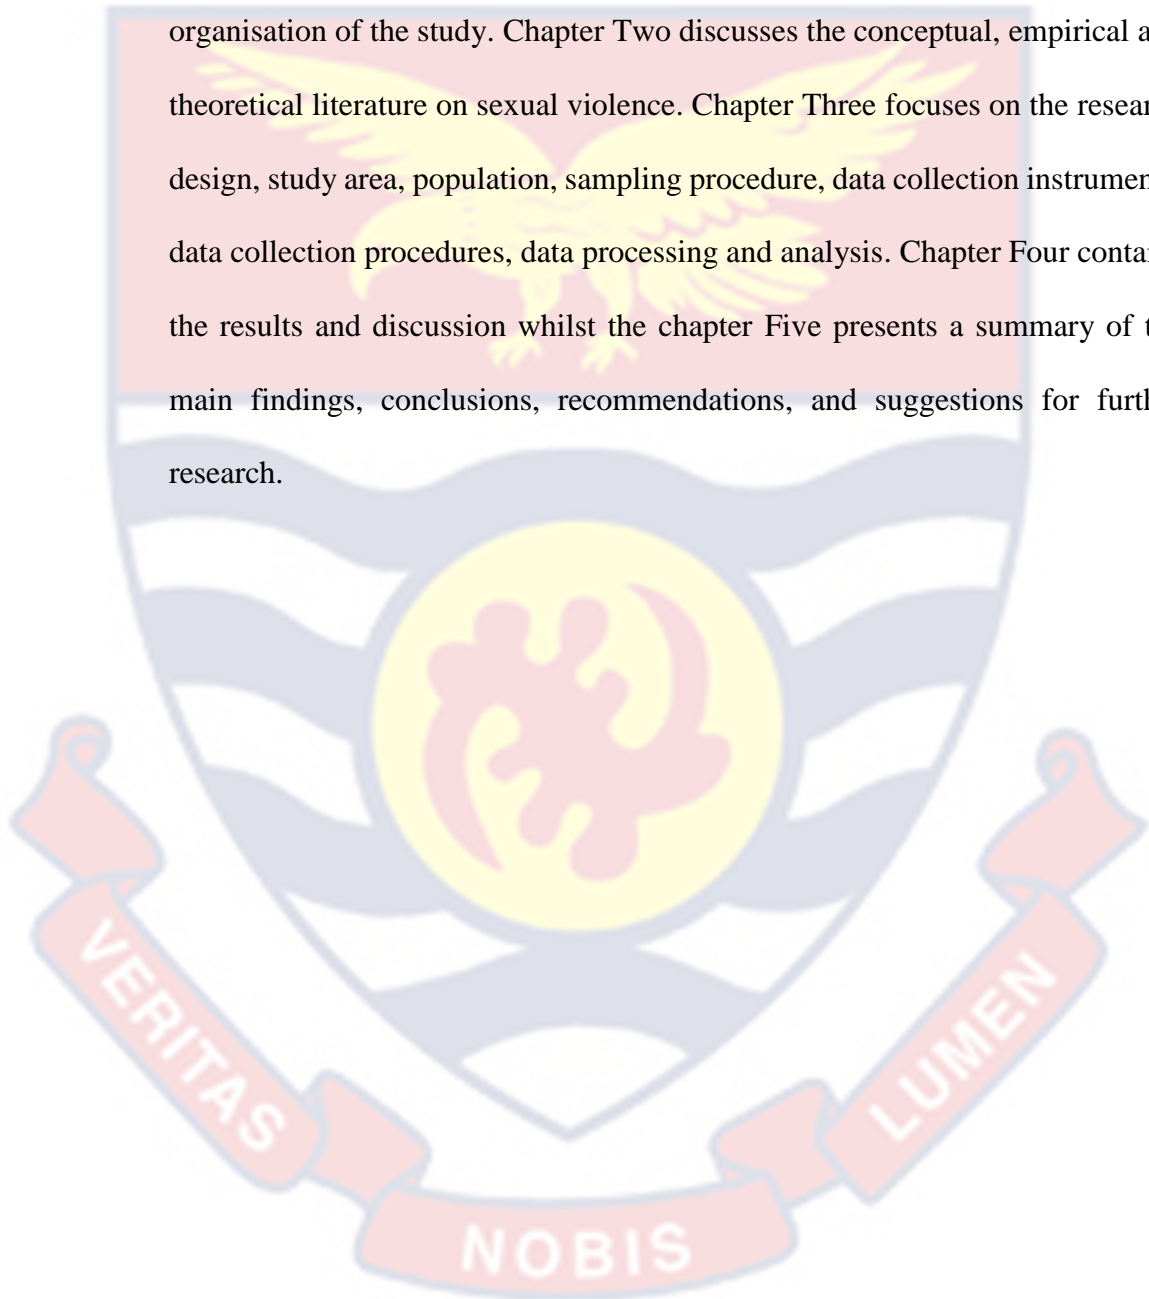 organisation of the study. Chapter Two discusses the conceptual, empirical a
theoretical literature on sexual violence. Chapter Three focuses on the resear
design, study area, population, sampling procedure, data collection instrumen
data collection procedures, data processing and analysis. Chapter Four contai
the results and discussion whilst the chapter Five presents a summary of t
main findings, conclusions, recommendations, and suggestions for furth
research.
VERITAS
NOBIS
LUMEN